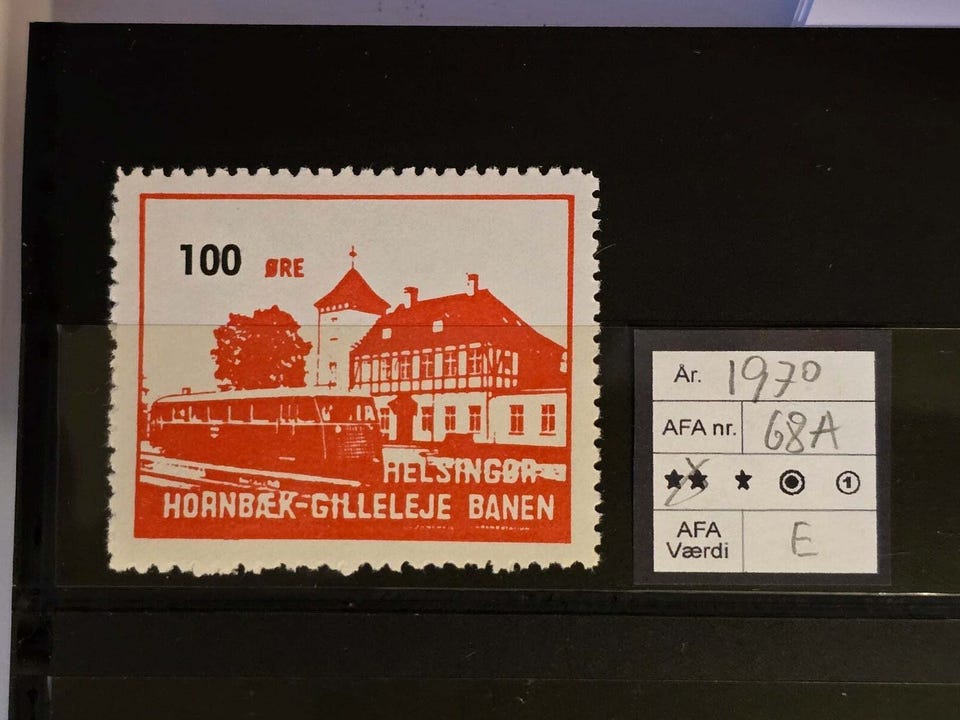 100 ØRE
HELSINGØR-
HORNBÆK-GILLELEJE BANEN
År. 1970
AFA nr. 68A
AFA Værdi E